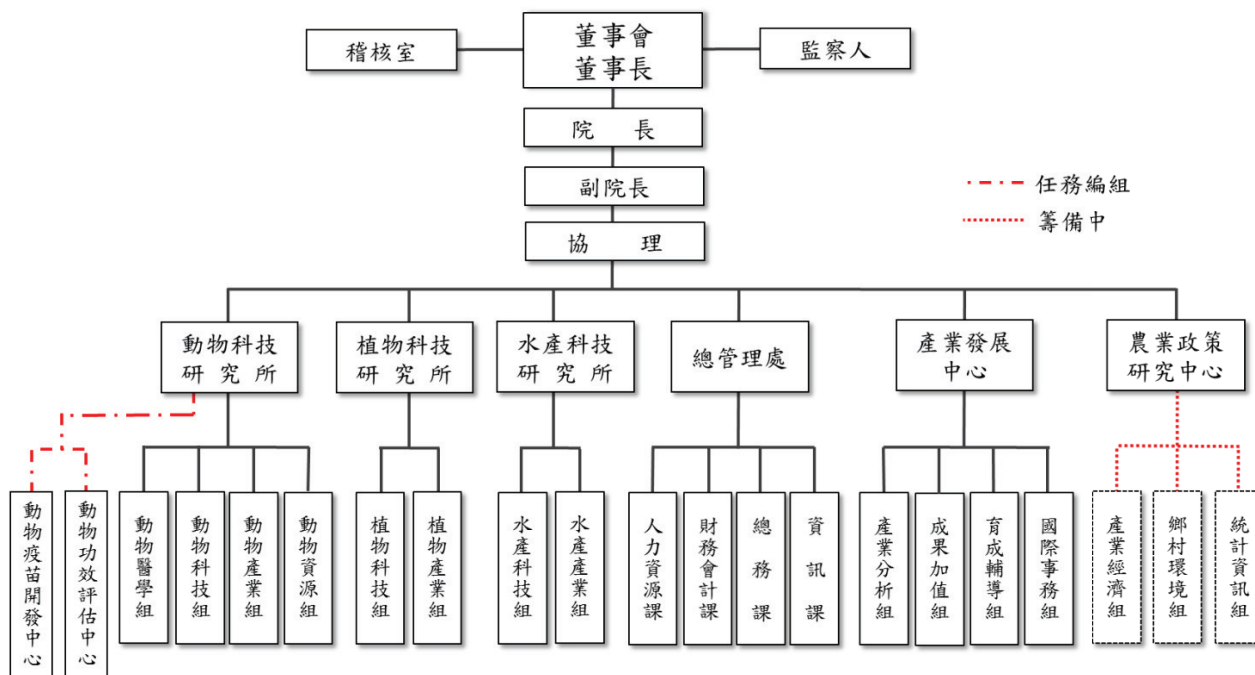 稽核室
董事會
董事長
監察人
院長
副院長
協理
任務編組
籌備中
動物科技
研究所
植物科技
研究所
水產科技
研究所
總管理處
產業發展
中心
農業政策
研究中心
動物疫苗開發中心
動物功效評估中心
動物醫學組
動物科技組
動物產業組
動物資源組
植物科技組
植物產業組
水產科技組
水產產業組
人力資源課
財務會計課
總務課
資訊課
產業分析組
成果加值組
育成輔導組
國際事務組
產業經濟組
鄉村環境組
統計資訊組